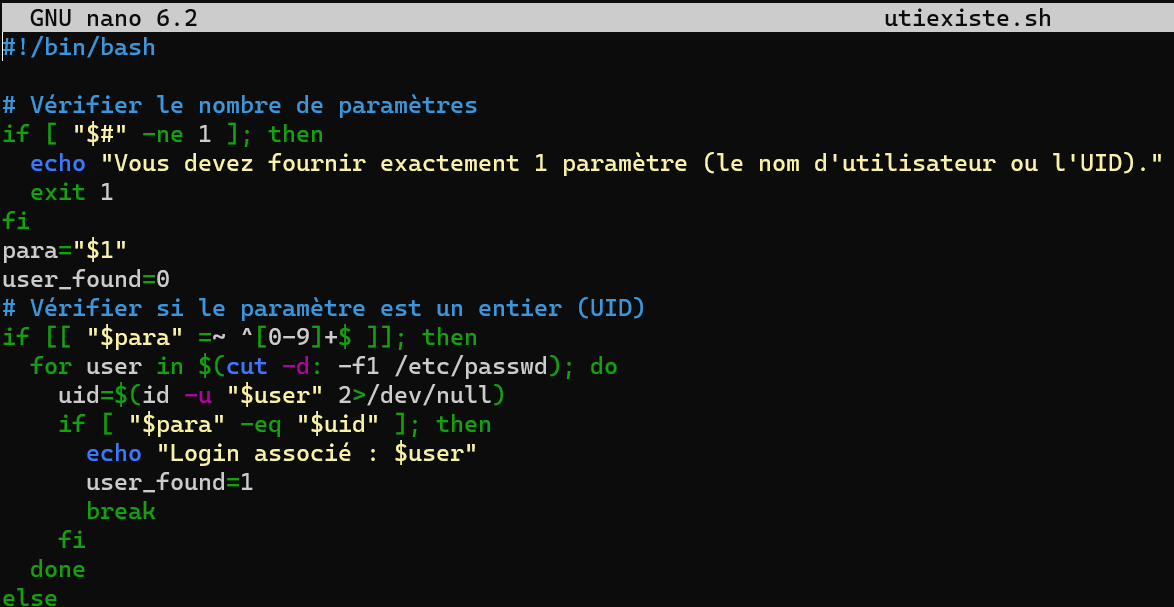 GNU nano 6.2 utiexiste.sh
#!/bin/bash
# Vérifier le nombre de paramètres
if [ "$#" -ne 1 ]; then
  echo "Vous devez fournir exactement 1 paramètre (le nom d'utilisateur ou l'UID)."
  exit 1
fi
para="$1"
user_found=0
# Vérifier si le paramètre est un entier (UID)
if [[ "$para" =~ ^[0-9]+$ ]]; then
  for user in $(cut -d: -f1 /etc/passwd); do
    uid=$(id -u "$user" 2>/dev/null)
    if [ "$para" -eq "$uid" ]; then
      echo "Login associé : $user"
      user_found=1
      break
    fi
  done
else